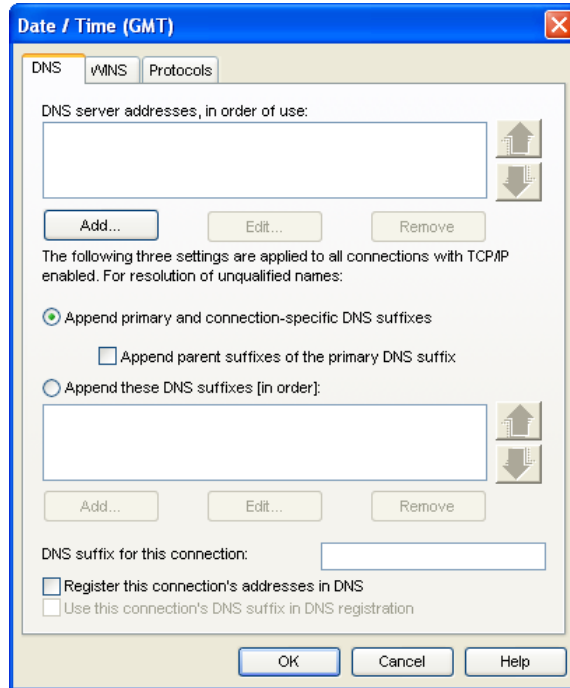 Date / Time (GMT)
DNS WINS Protocols
DNS server addresses, in order of use:
Add... Edit... Remove
The following three settings are applied to all connections with TCP/IP
enabled. For resolution of unqualified names:
Append primary and connection-specific DNS suffixes
Append parent suffixes of the primary DNS suffix
Append these DNS suffixes [in order]:
Add... Edit... Remove
DNS suffix for this connection:
Register this connection's addresses in DNS
Use this connection's DNS suffix in DNS registration
OK Cancel Help